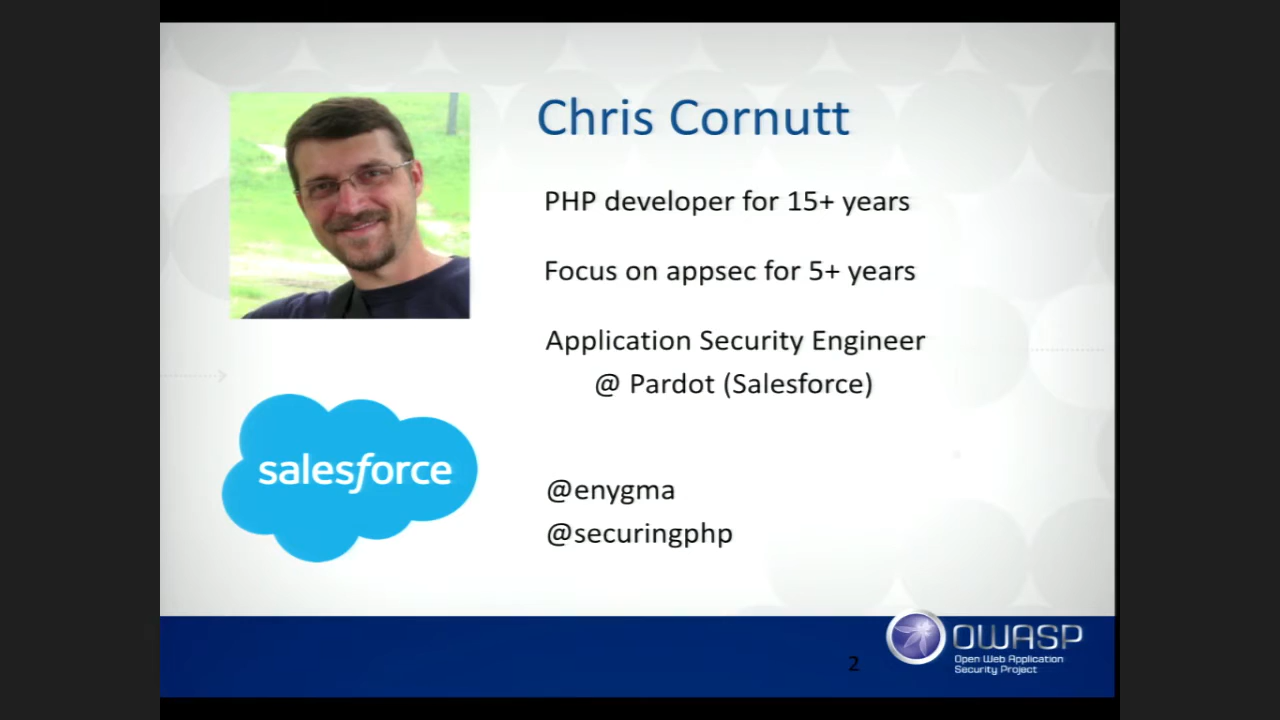 Chris Cornutt
PHP developer for 15+ years
Focus on appsec for 5+ years
Application Security Engineer
@ Pardot (Salesforce)
salesforce
@enygma
@securingphp
2
OWASP
Open Web Application
Security Project